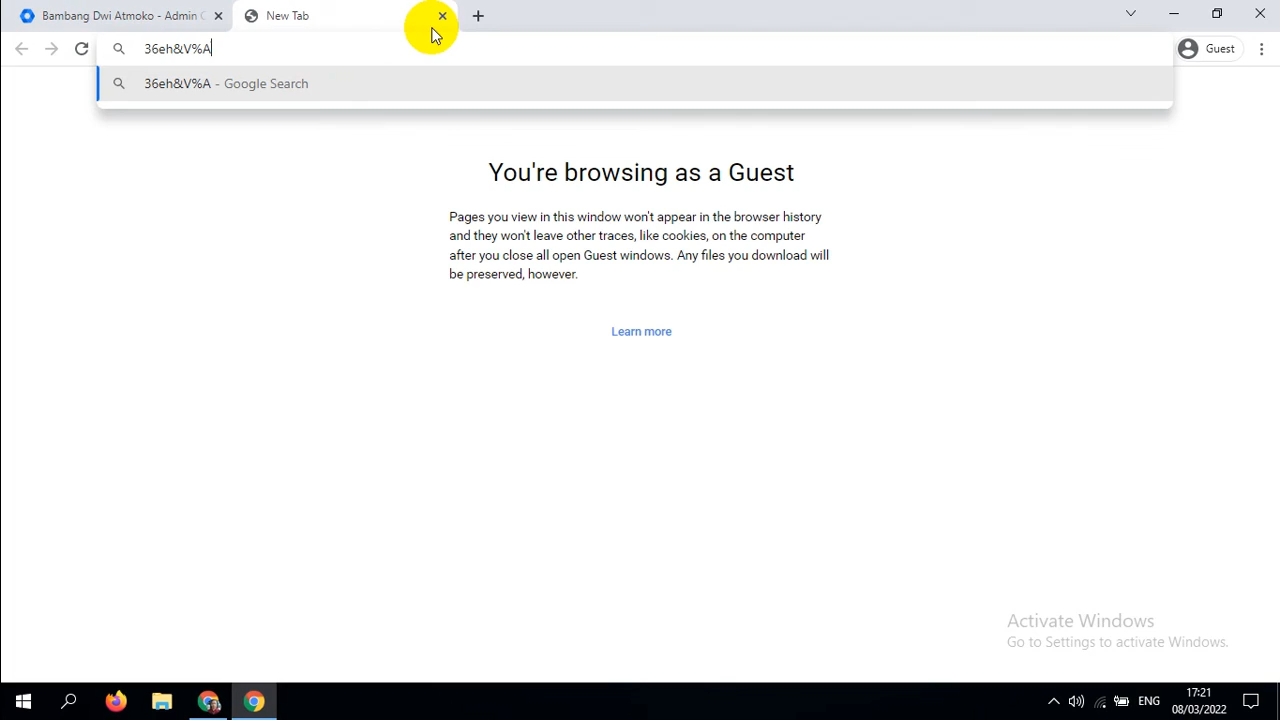 Bambang Dwi Atmoko - Admin C
New Tab
36eh&V%A
Guest
36eh&V%A - Google Search
You're browsing as a Guest
Pages you view in this window won't appear in the browser history
and they won't leave other traces, like cookies, on the computer
after you close all open Guest windows. Any files you download will
be preserved, however.
Learn more
Activate Windows
Go to Settings to activate Windows.
ENG
17:21
08/03/2022